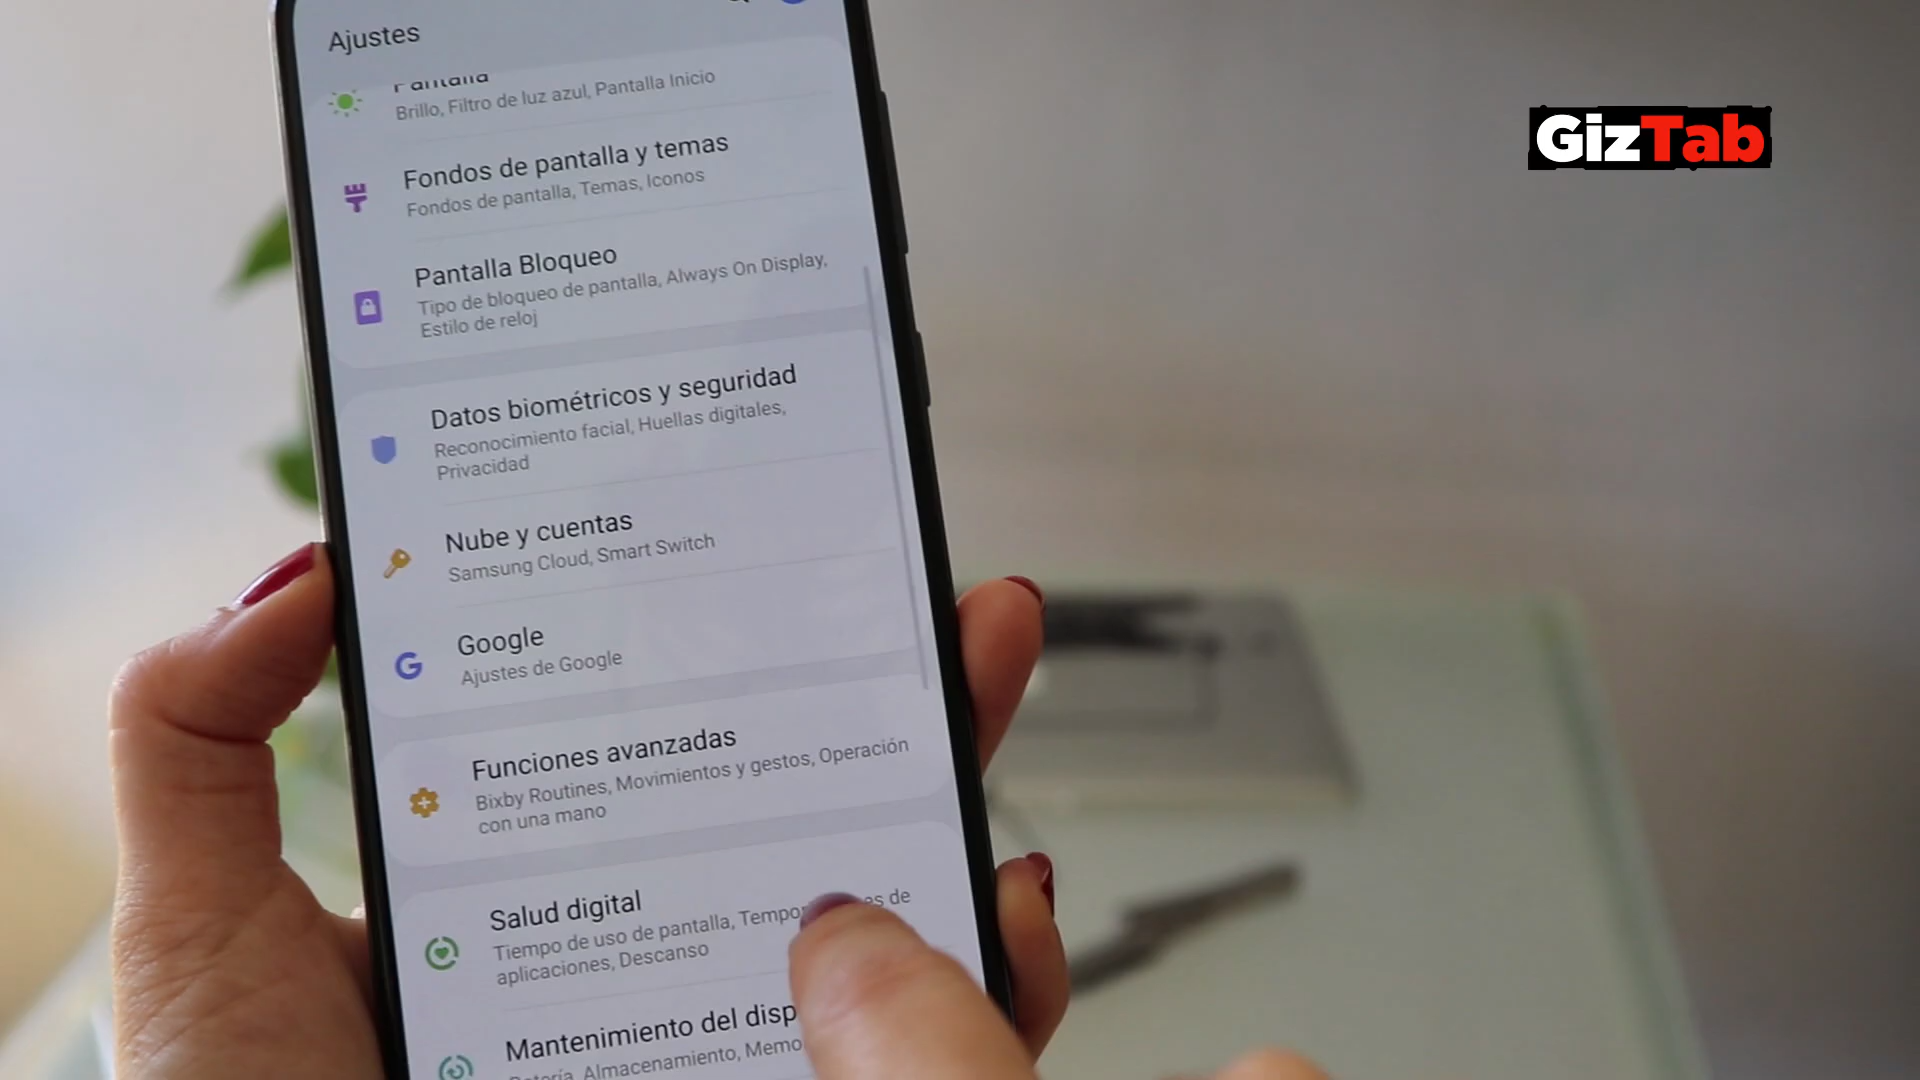 Ajustes
GizTab
Pantalla
Brillo, Filtro de luz azul, Pantalla Inicio
Fondos de pantalla y temas
Fondos de pantalla, Temas, Iconos
Pantalla Bloqueo
Tipo de bloqueo de pantalla, Always On Display,
Estilo de reloj
Datos biométricos y seguridad
Reconocimiento facial, Huellas digitales,
Privacidad
Nube y cuentas
Samsung Cloud, Smart Switch
Google
Ajustes de Google
Funciones avanzadas
Bixby Routines, Movimientos y gestos, Operación
con una mano
Salud digital
Tiempo de uso de pantalla, de
aplicaciones, Descanso
Mantenimiento del
Batería, Almacenamiento,